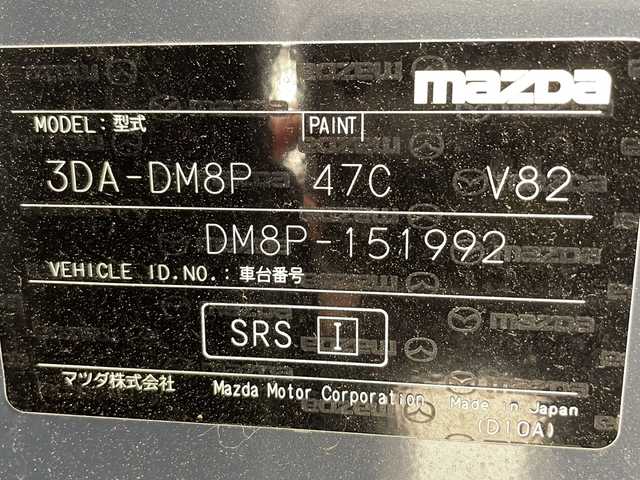 mazda
MODEL: 型式 PAINT
3DA-DM8P 47C V82
DM8P-151992
VEHICLE ID.NO.: 車台番号
SRS I
マツダ株式会社 Mazda Motor Corporation Made in Japan
(D10A)